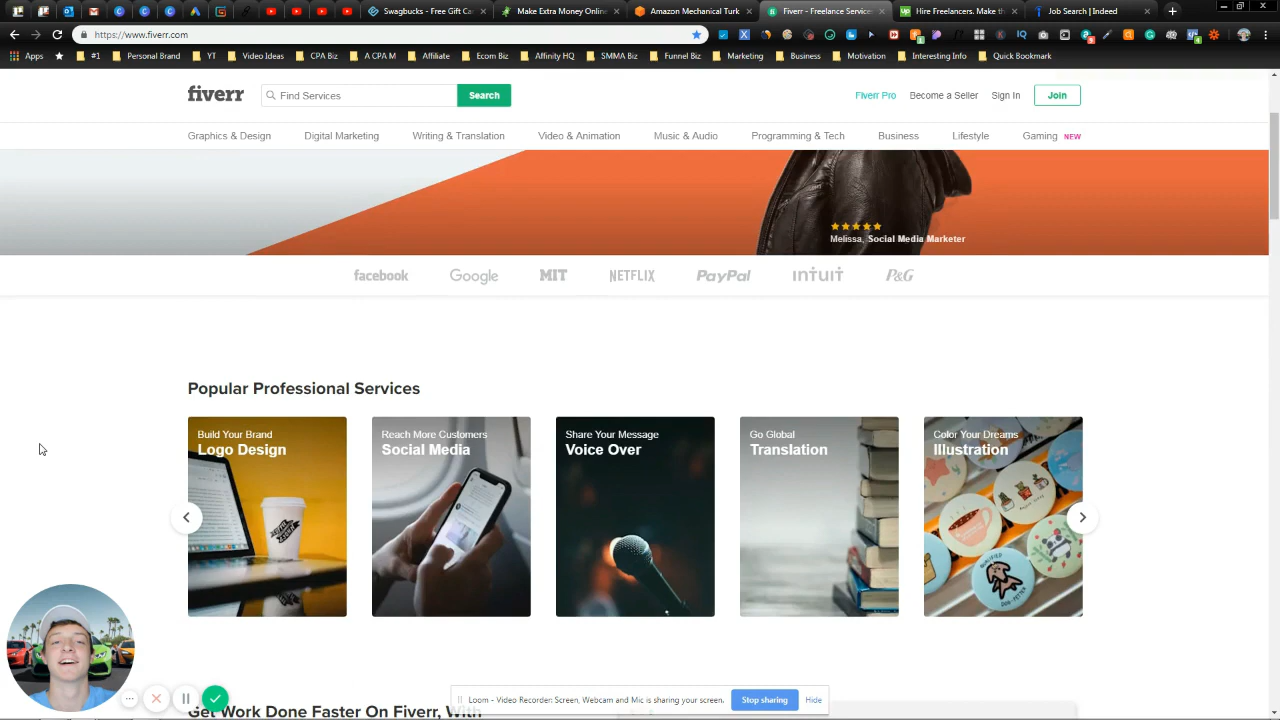 Swagbucks - Free Gift Ca
Make Extra Money Online
Amazon Mechanical Turk
Fiverr - Freelance Services
Hire Freelancers. Make th
Job Search | Indeed
https://www.fiverr.com
Apps
#1
Personal Brand
YT
Video Ideas
CPA Biz
A CPA M
Affiliate
Ecom Biz
Affinity HQ
SMMA Biz
Funnel Biz
Marketing
Business
Motivation
Interesting Info
Quick Bookmark
fiverr
Find Services
Search
Fiverr Pro
Become a Seller
Sign In
Join
Graphics & Design
Digital Marketing
Writing & Translation
Video & Animation
Music & Audio
Programming & Tech
Business
Lifestyle
Gaming NEW
Melissa, Social Media Marketer
facebook
Google
MIT
NETFLIX
PayPal
intuit
P&G
Popular Professional Services
Build Your Brand
Logo Design
Reach More Customers
Social Media
Share Your Message
Voice Over
Go Global
Translation
Color Your Dreams
Illustration
Loom - Video Recorder: Screen, Webcam and Mic is sharing your screen.
Stop sharing
Hide
Get Work Done Faster On Fiverr, With